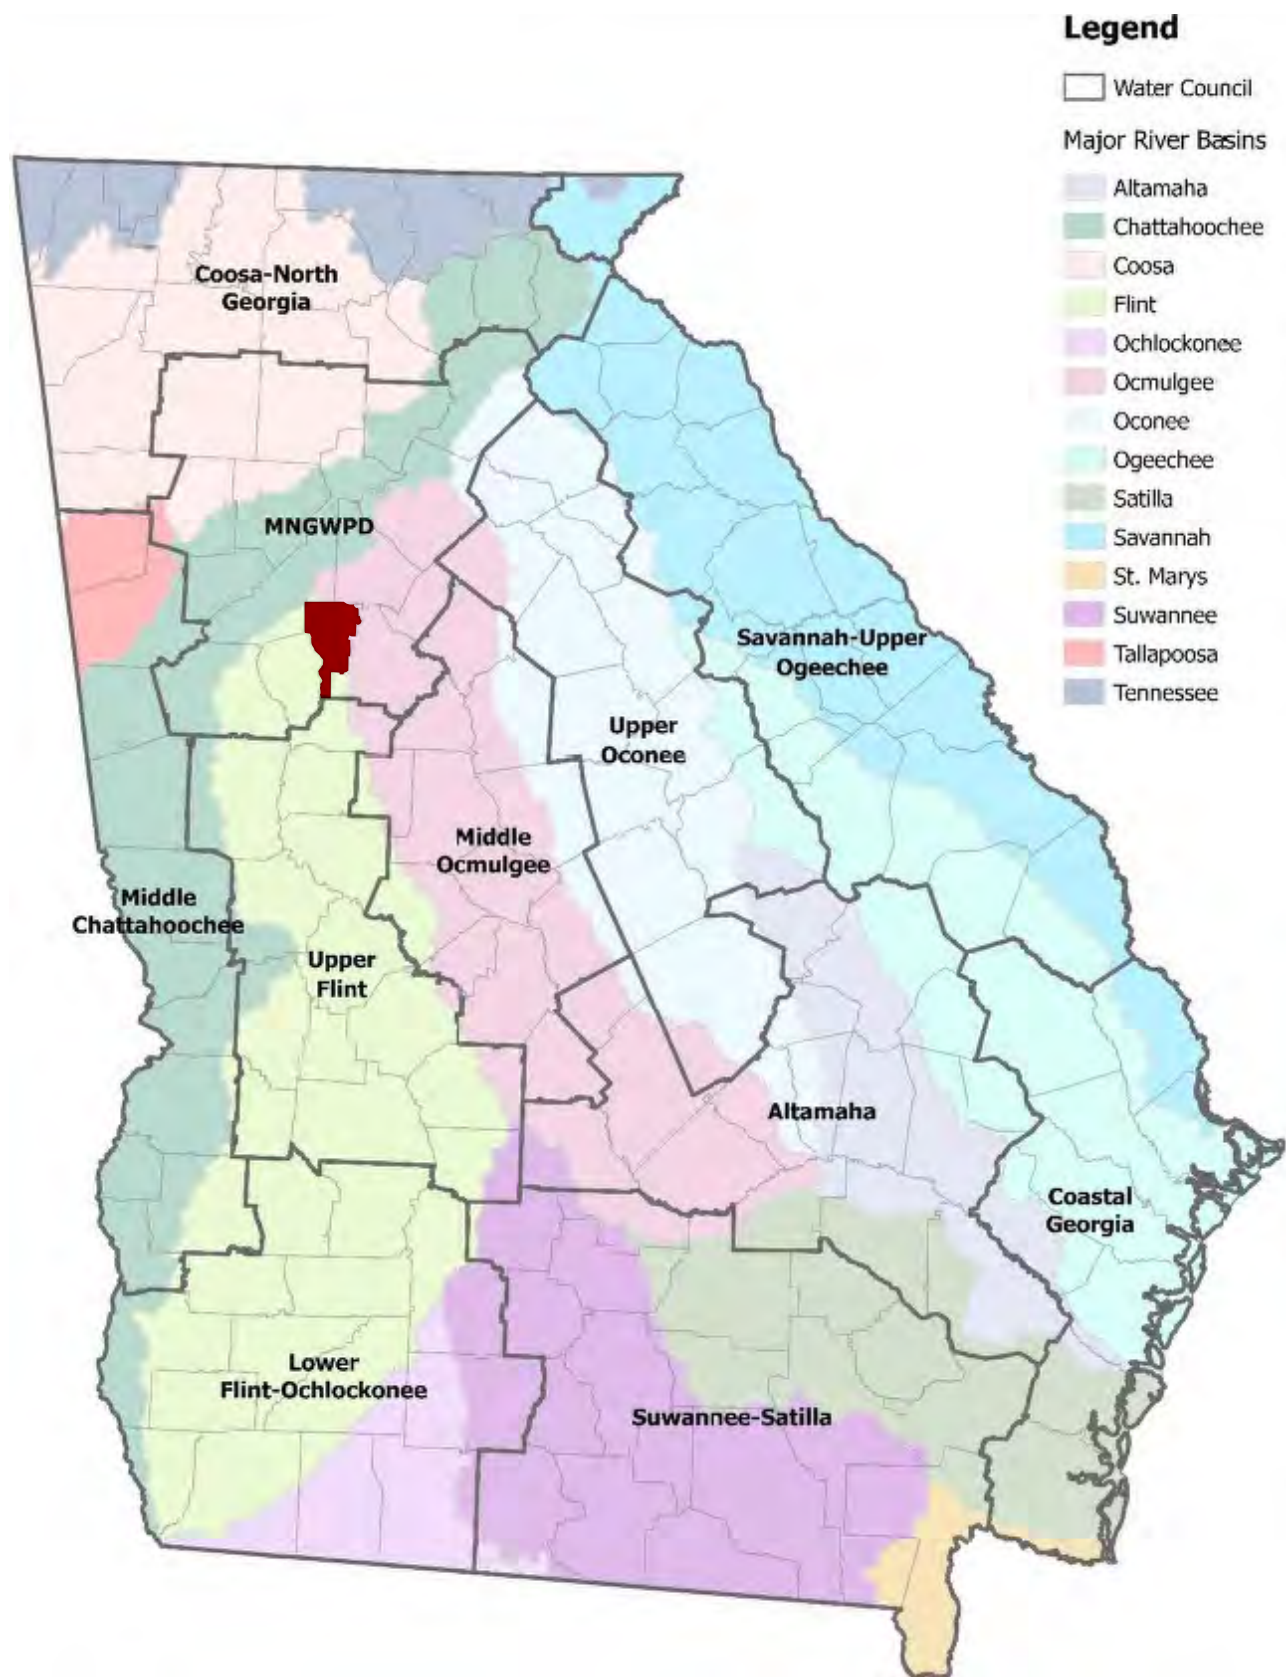 Legend
Water Council
Major River Basins
Altamaha
Chattahoochee
Coosa
Flint
Ochlockonee
Ocmulgee
Oconee
Ogeechee
Satilla
Savannah
St. Marys
Suwannee
Tallapoosa
Tennessee
Coosa-North
Georgia
MNGWPD
Savannah-Upper
Ogeechee
Upper
Oconee
Middle
Ocmulgee
Middle
Chattahoochee
Upper
Flint
Altamaha
Coastal
Georgia
Lower
Flint-Ochlockonee
Suwannee-Satilla